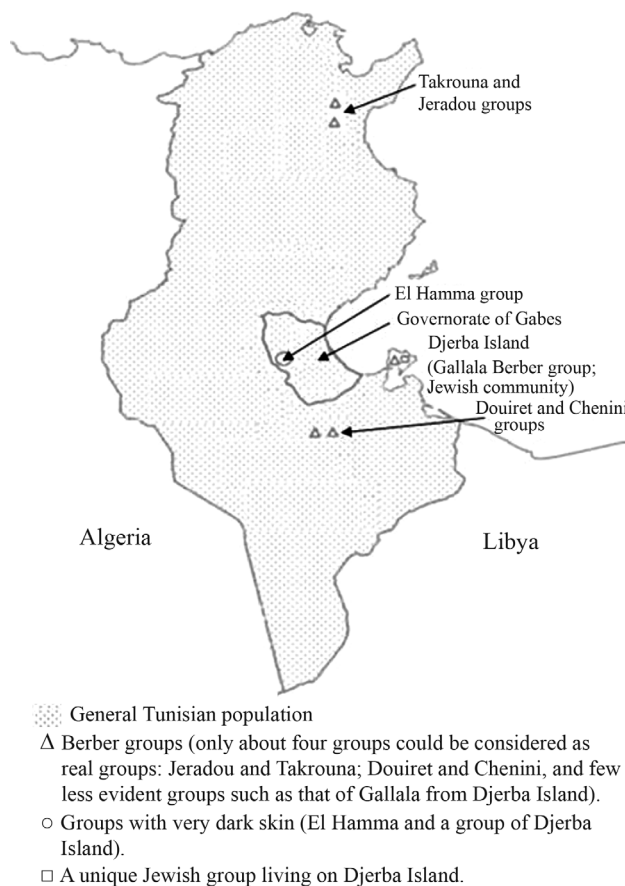 Takrouna and
Jeradou groups
El Hamma group
Governorate of Gabes
Djerba Island
(Gallala Berber group;
Jewish community)
Douiret and Chenini
groups
Algeria
Libya
General Tunisian population
Δ Berber groups (only about four groups could be considered as
real groups: Jeradou and Takrouna; Douiret and Chenini, and few
less evident groups such as that of Gallala from Djerba Island).
○ Groups with very dark skin (El Hamma and a group of Djerba
Island).
□ A unique Jewish group living on Djerba Island.